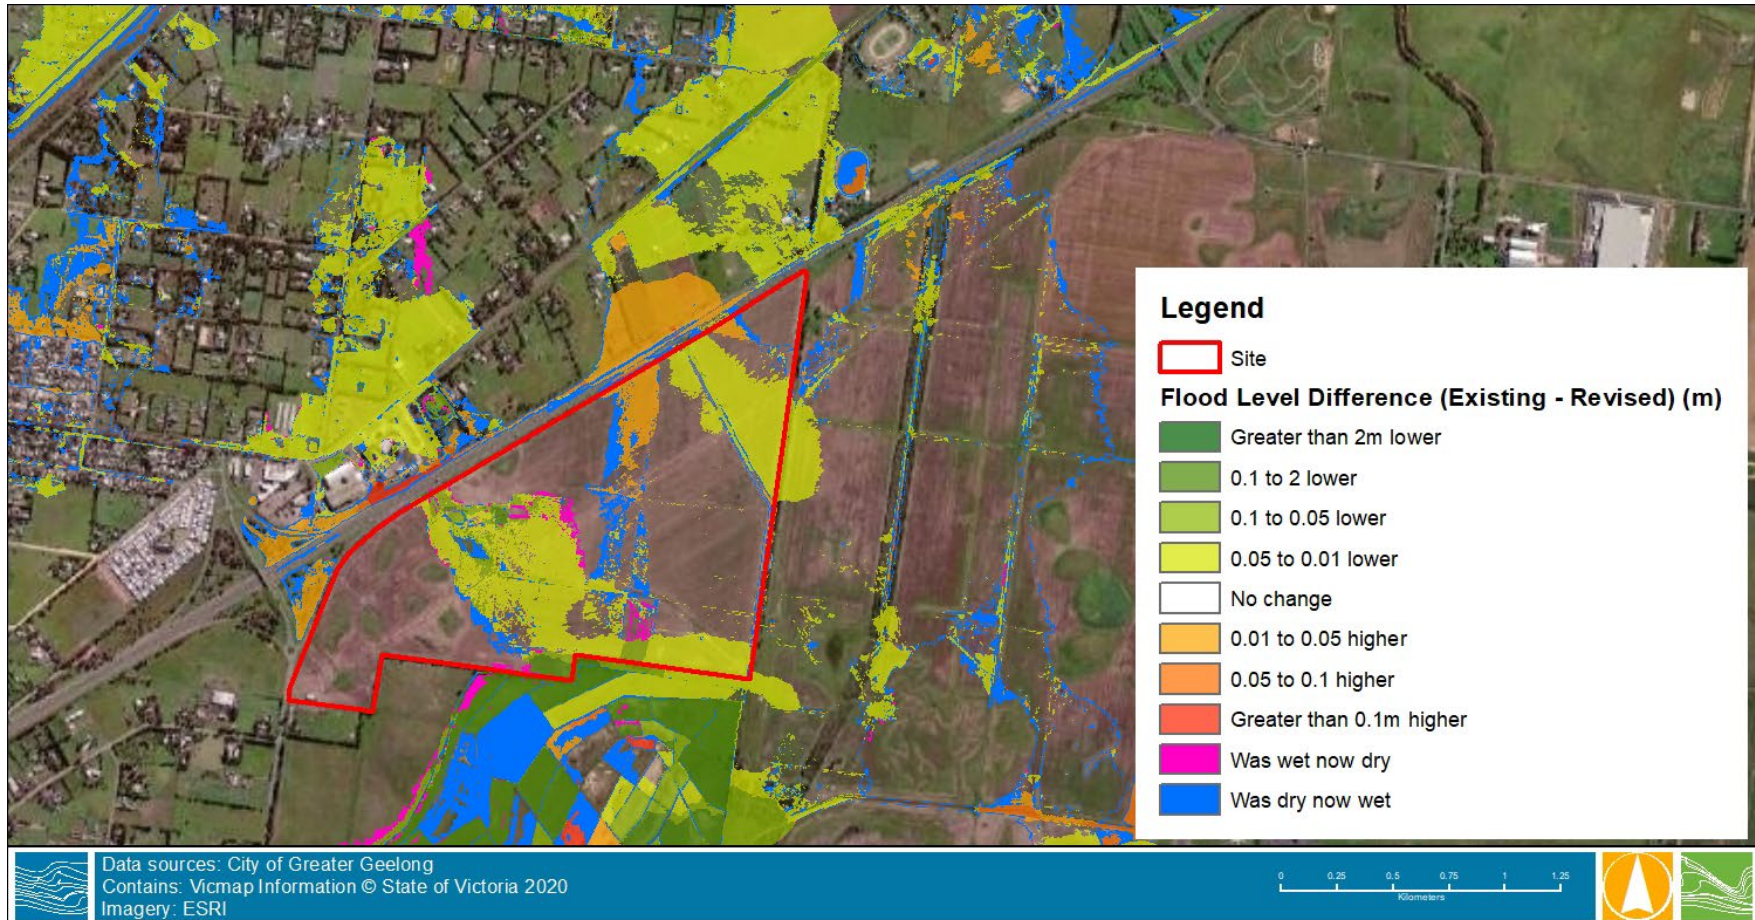 Legend
Site
Flood Level Difference (Existing - Revised) (m)
Greater than 2m lower
0.1 to 2 lower
0.1 to 0.05 lower
0.05 to 0.01 lower
No change
0.01 to 0.05 higher
0.05 to 0.1 higher
Greater than 0.1m higher
Was wet now dry
Was dry now wet
Data sources: City of Greater Geelong
Contains: Vicmap Information © State of Victoria 2020
Imagery: ESRI
0 0.25 0.5 0.75 1 1.25
Kilometers